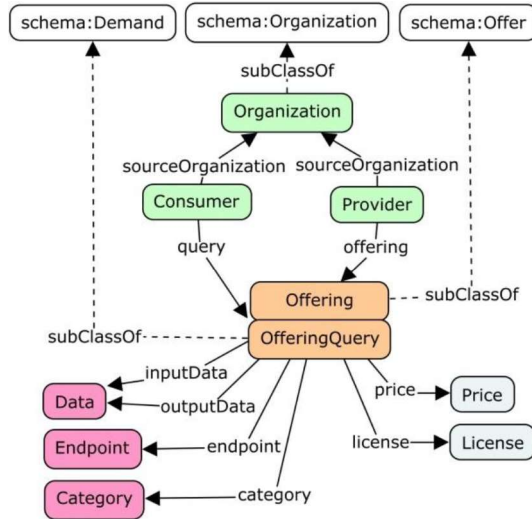 schema:Demand
schema:Organization
schema:Offer
subClassOf
Organization
sourceOrganization
sourceOrganization
Consumer
Provider
query
offering
Offering
subClassOf
OfferingQuery
subClassOf
inputData
Data
outputData
price
Price
Endpoint
endpoint
license
License
Category
category